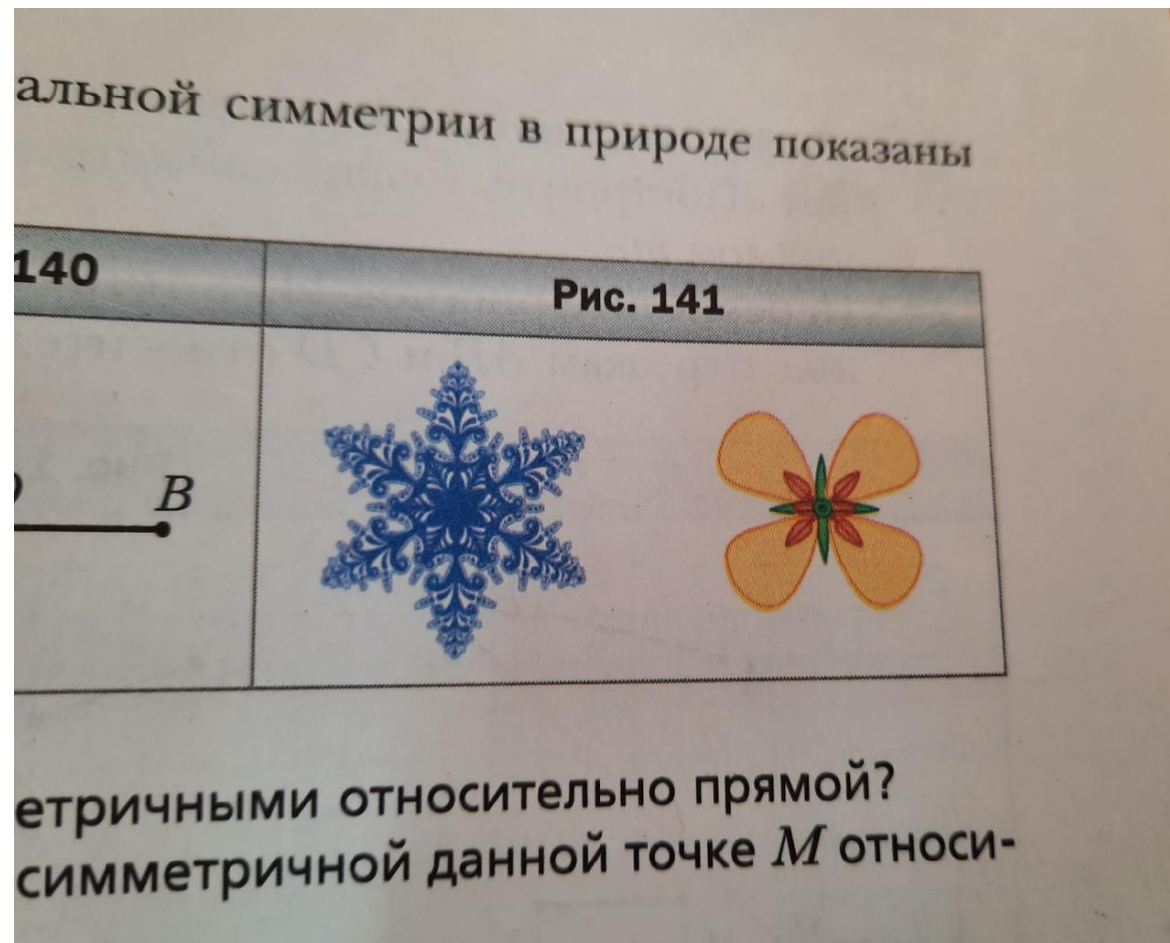 альной симметрии в природе показаны
140
Рис. 141
B
етричными относительно прямой?
симметричной данной точке M относи-